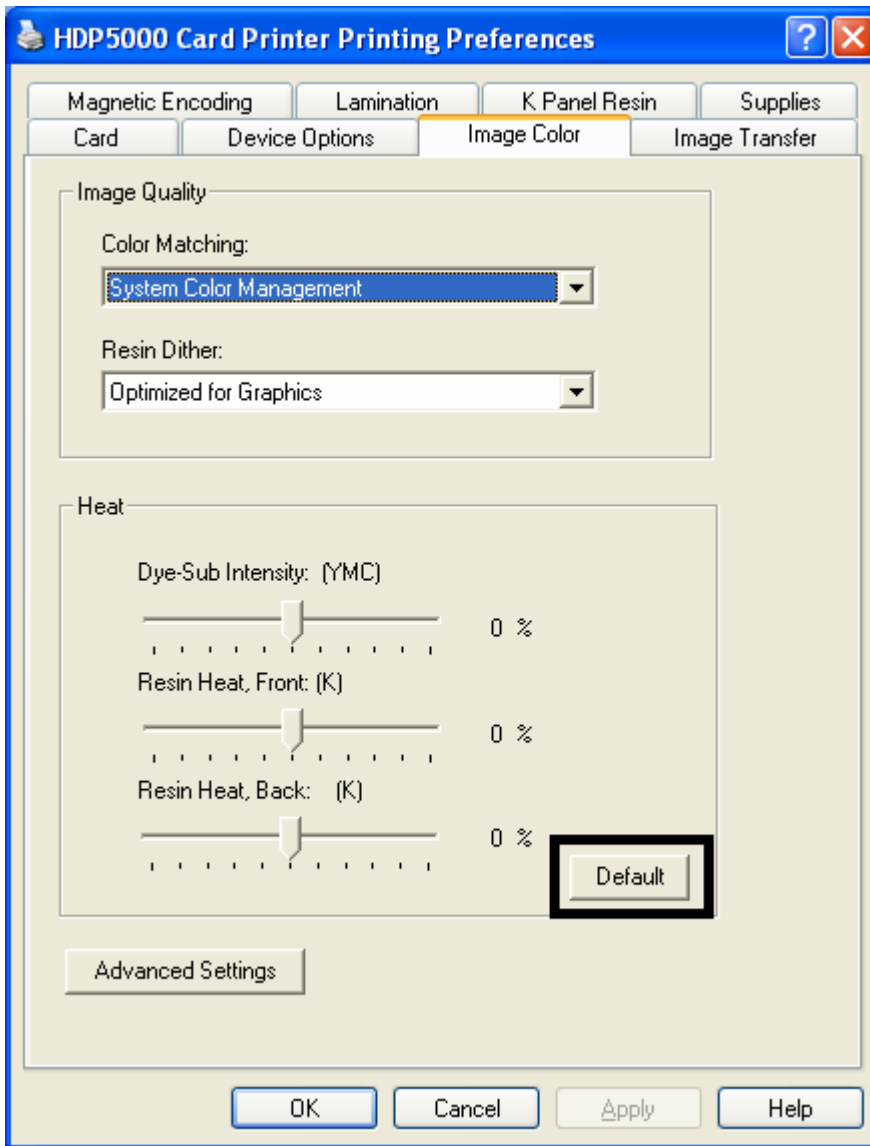 HDP5000 Card Printer Printing Preferences
Magnetic Encoding Lamination K Panel Resin Supplies
Card Device Options Image Color Image Transfer
Image Quality
Color Matching:
System Color Management
Resin Dither:
Optimized for Graphics
Heat
Dye-Sub Intensity: (YMC)
0 %
Resin Heat, Front: (K)
0 %
Resin Heat, Back: (K)
0 %
Default
Advanced Settings
OK Cancel Apply Help